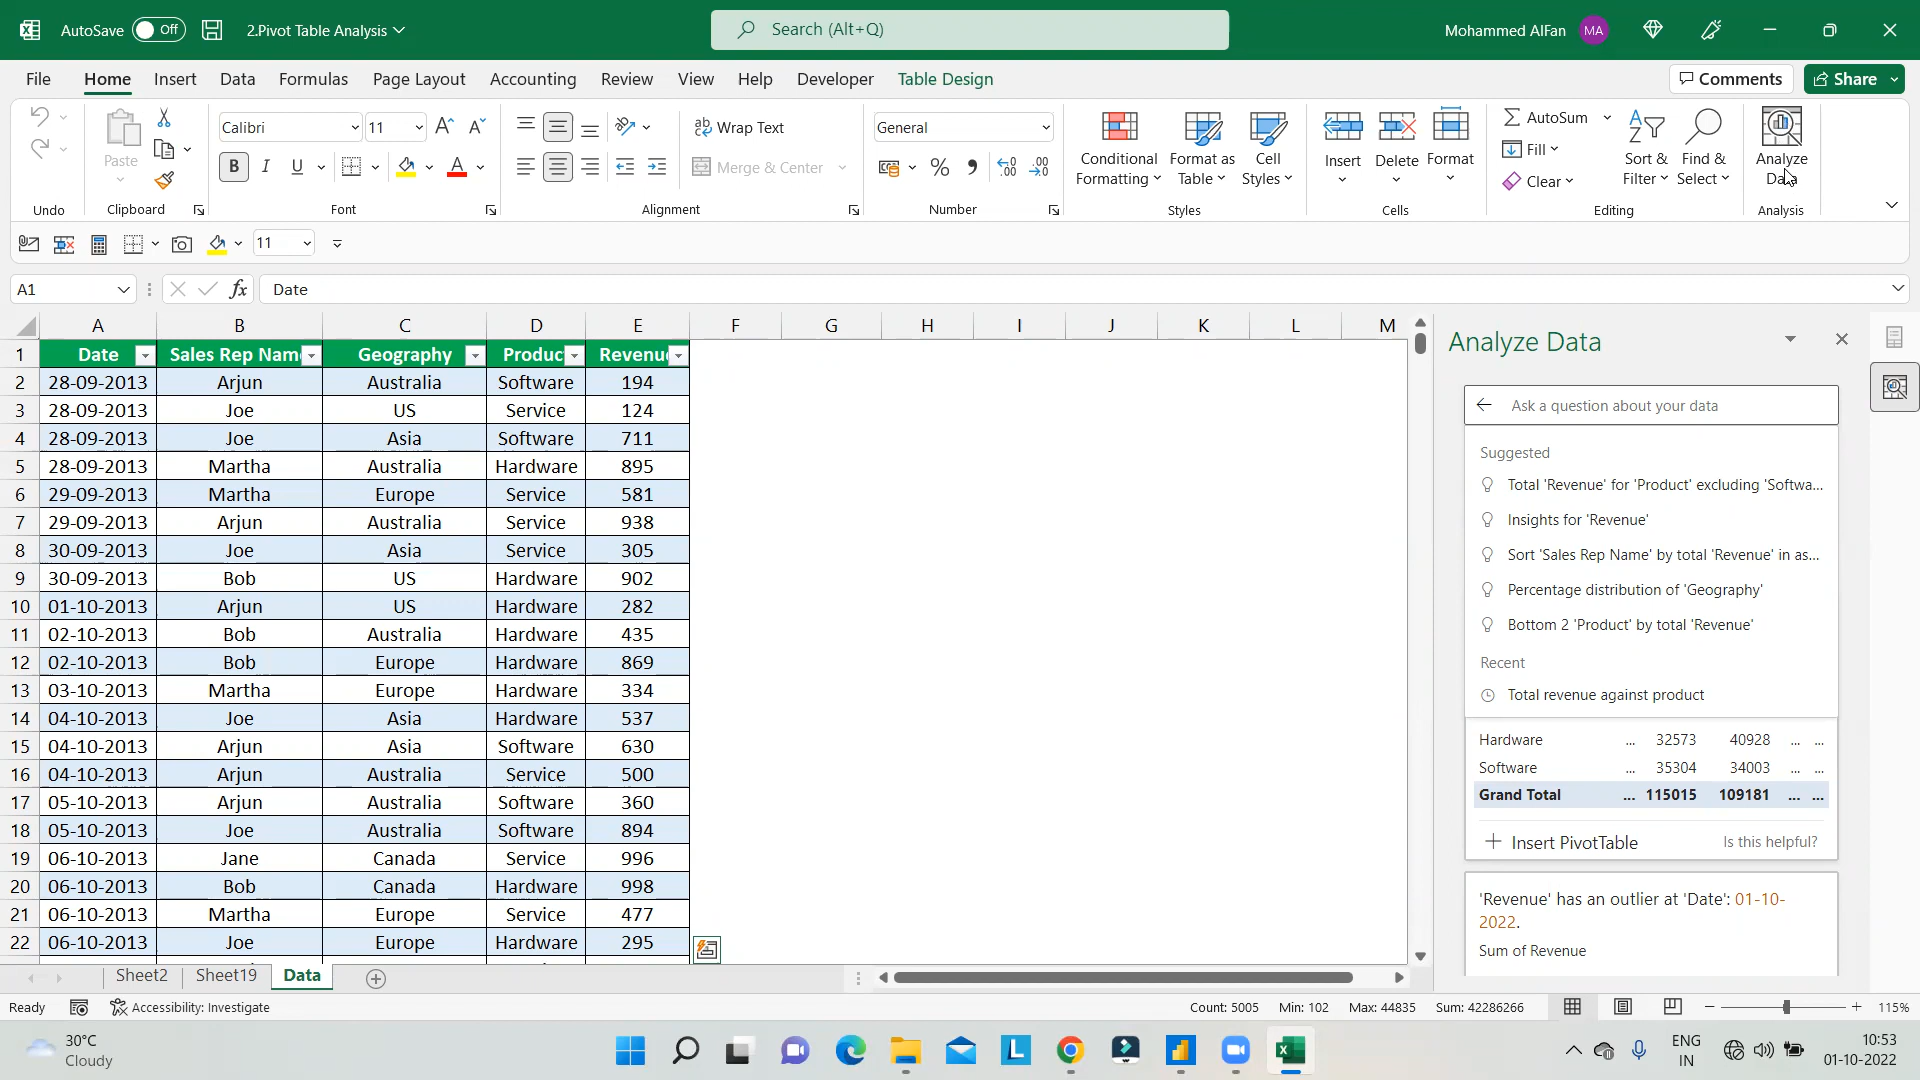 AutoSave Off 2.Pivot Table Analysis Search (Alt+Q) Mohammed AlFan MA
File Home Insert Data Formulas Page Layout Accounting Review View Help Developer Table Design Comments Share
Calibri 11 Wrap Text General AutoSum
Paste Conditional Format as Cell Insert Delete Format Fill Sort & Find & Analyze
B I U Merge & Center Formatting Table Styles Clear Filter Select Data
Undo Clipboard Font Alignment Number Styles Cells Editing Analysis
11
A1 fx Date
A B C D E F G H I J K L M
1 Date Sales Rep Nam Geography Produc Revenu
2 28-09-2013 Arjun Australia Software 194
3 28-09-2013 Joe US Service 124
4 28-09-2013 Joe Asia Software 711
5 28-09-2013 Martha Australia Hardware 895
6 29-09-2013 Martha Europe Service 581
7 29-09-2013 Arjun Australia Service 938
8 30-09-2013 Joe Asia Service 305
9 30-09-2013 Bob US Hardware 902
10 01-10-2013 Arjun US Hardware 282
11 02-10-2013 Bob Australia Hardware 435
12 02-10-2013 Bob Europe Hardware 869
13 03-10-2013 Martha Europe Hardware 334
14 04-10-2013 Joe Asia Hardware 537
15 04-10-2013 Arjun Asia Software 630
16 04-10-2013 Arjun Australia Service 500
17 05-10-2013 Arjun Australia Software 360
18 05-10-2013 Joe Australia Software 894
19 06-10-2013 Jane Canada Service 996
20 06-10-2013 Bob Canada Hardware 998
21 06-10-2013 Martha Europe Service 477
22 06-10-2013 Joe Europe Hardware 295
Analyze Data
Ask a question about your data
Suggested
Total 'Revenue' for 'Product' excluding 'Softwa...
Insights for 'Revenue'
Sort 'Sales Rep Name' by total 'Revenue' in as...
Percentage distribution of 'Geography'
Bottom 2 'Product' by total 'Revenue'
Recent
Total revenue against product
Hardware ... 32573 40928 ... ...
Software ... 35304 34003 ... ...
Grand Total ... 115015 109181 ... ...
Insert PivotTable Is this helpful?
'Revenue' has an outlier at 'Date': 01-10-
2022.
Sum of Revenue
Sheet2 Sheet19 Data
Ready Accessibility: Investigate Count: 5005 Min: 102 Max: 44835 Sum: 42286266 115%
30°C
Cloudy
ENG
IN
10:53
01-10-2022